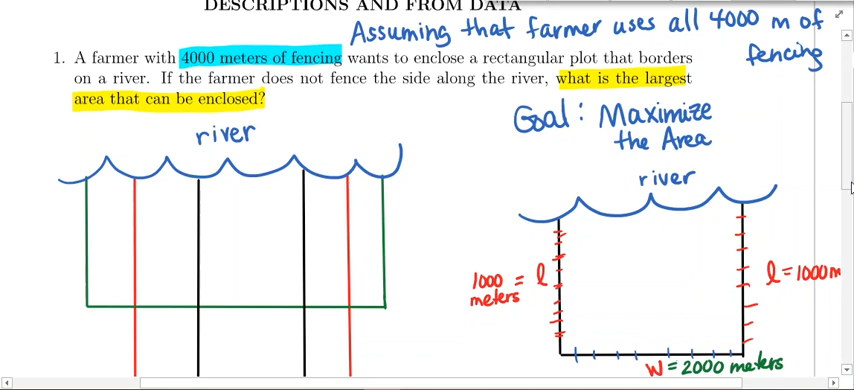 DESCRIPTIONS AND FROM DATA
Assuming that farmer uses all 4000 m of
fencing
1. A farmer with 4000 meters of fencing wants to enclose a rectangular plot that borders
on a river. If the farmer does not fence the side along the river, what is the largest
area that can be enclosed?
Goal: Maximize
the Area
river
river
1000 = l
meters
l = 1000 m
W = 2000 meters